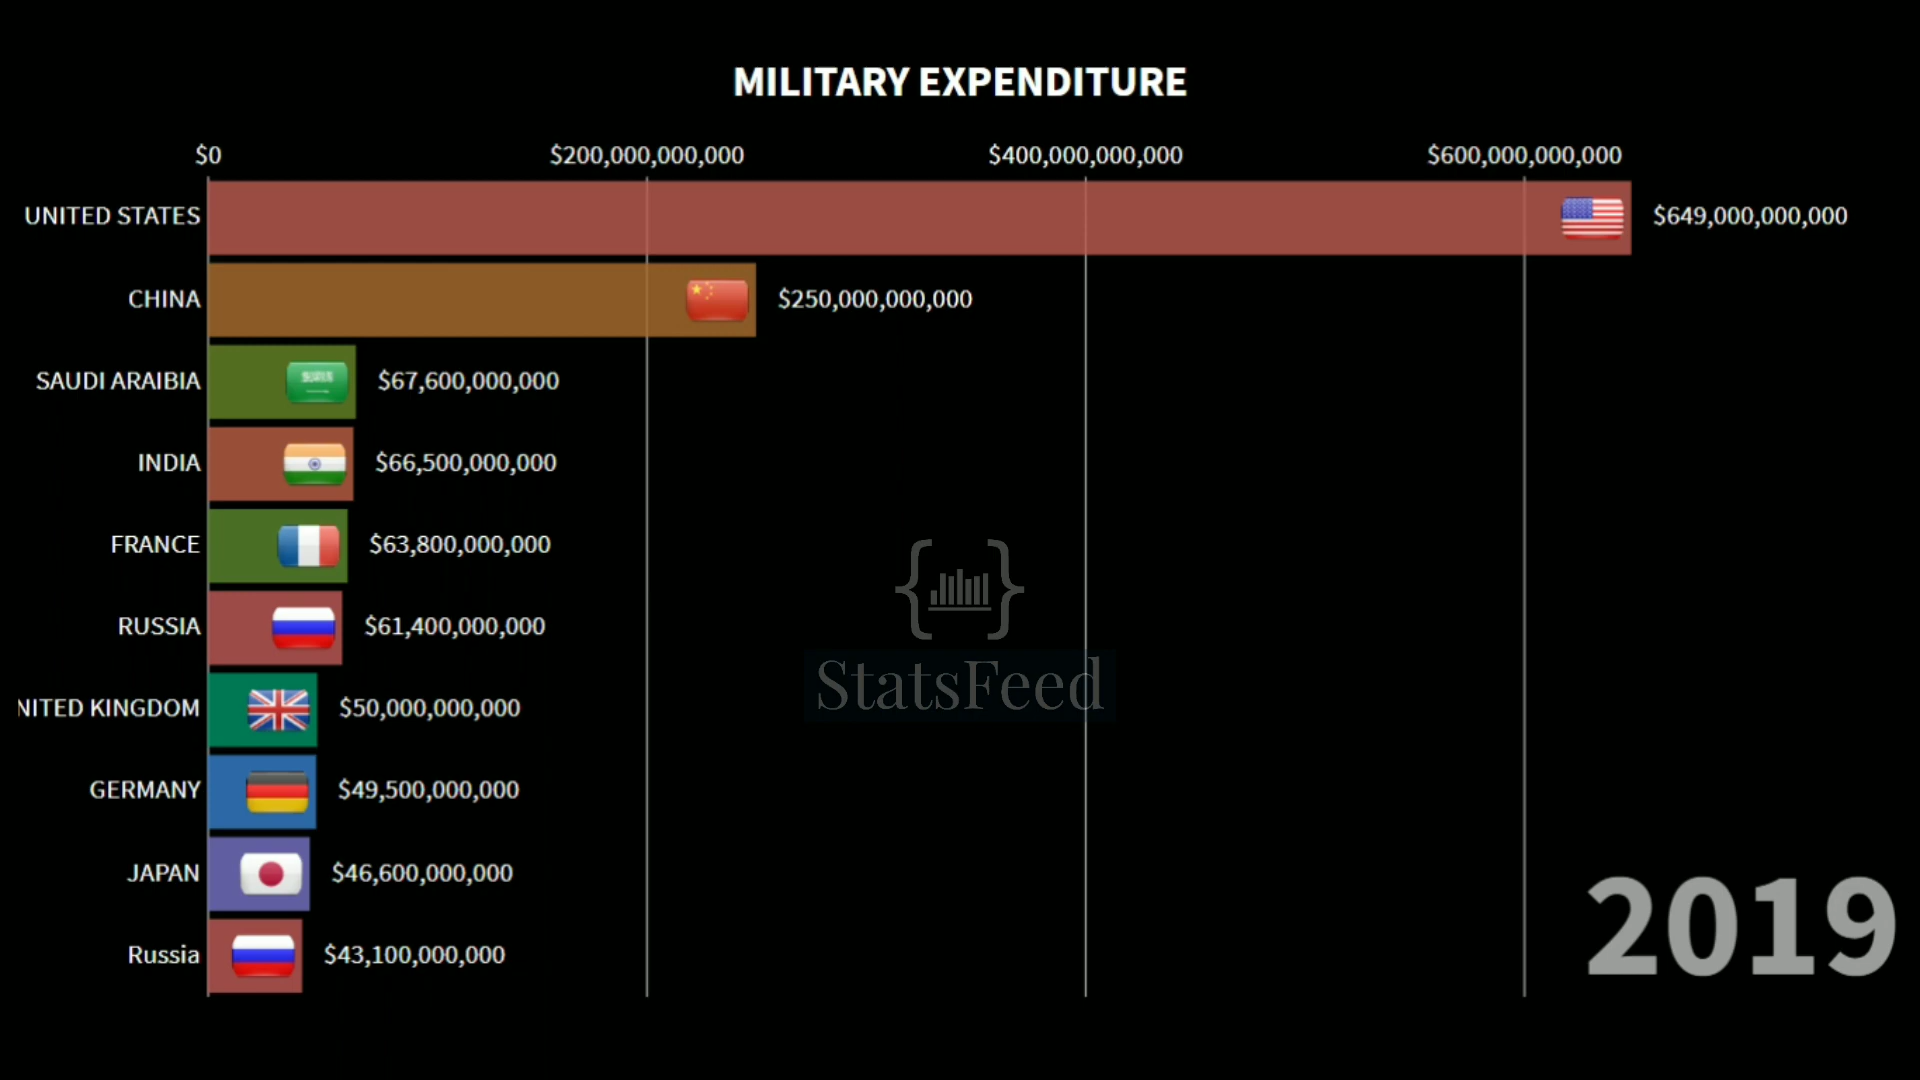 MILITARY EXPENDITURE
$0 $200,000,000,000 $400,000,000,000 $600,000,000,000
UNITED STATES $649,000,000,000
CHINA $250,000,000,000
SAUDI ARAIBIA $67,600,000,000
INDIA $66,500,000,000
FRANCE $63,800,000,000
RUSSIA $61,400,000,000
NITED KINGDOM $50,000,000,000
GERMANY $49,500,000,000
JAPAN $46,600,000,000
Russia $43,100,000,000
StatsFeed
2019